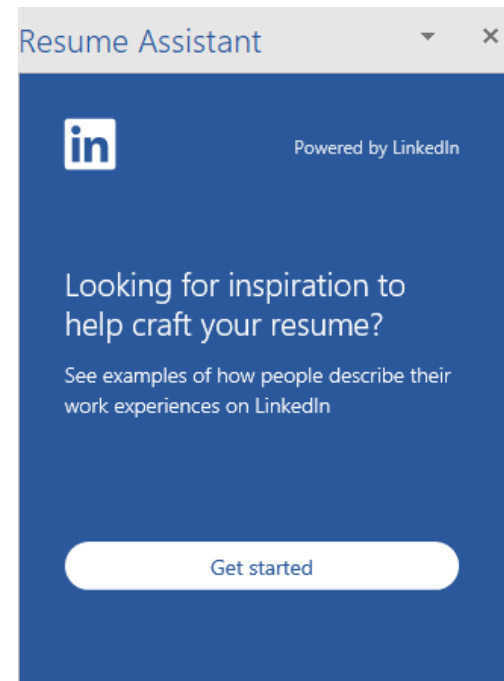 Resume Assistant
in
Powered by LinkedIn
Looking for inspiration to
help craft your resume?
See examples of how people describe their
work experiences on LinkedIn
Get started